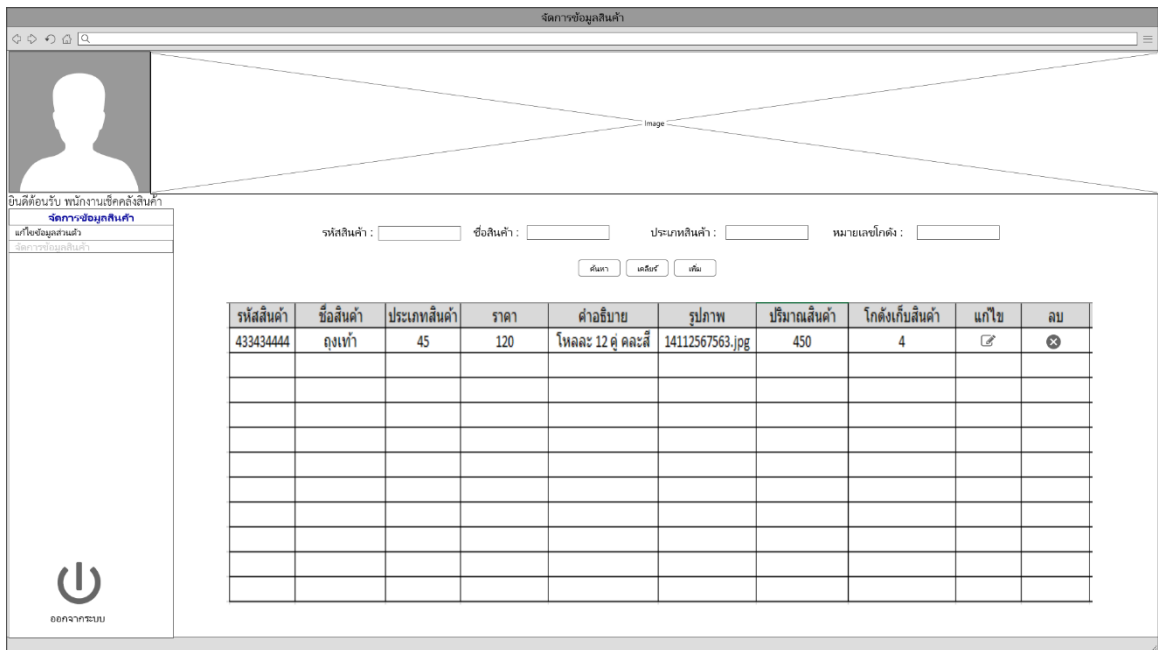 จัดการข้อมูลสินค้า
Image
ยินดีต้อนรับ พนักงานเช็คคลังสินค้า
จัดการข้อมูลสินค้า
แก้ไขข้อมูลส่วนตัว
จัดการข้อมูลสินค้า
รหัสสินค้า : ชื่อสินค้า : ประเภทสินค้า : หมายเลขโกดัง :
ค้นหา เคลียร์ เพิ่ม
รหัสสินค้า ชื่อสินค้า ประเภทสินค้า ราคา คำอธิบาย รูปภาพ ปริมาณสินค้า โกดังเก็บสินค้า แก้ไข ลบ
433434444 ถุงเท้า 45 120 โหลละ 12 คู่ คละสี 14112567563.jpg 450 4
ออกจากระบบ